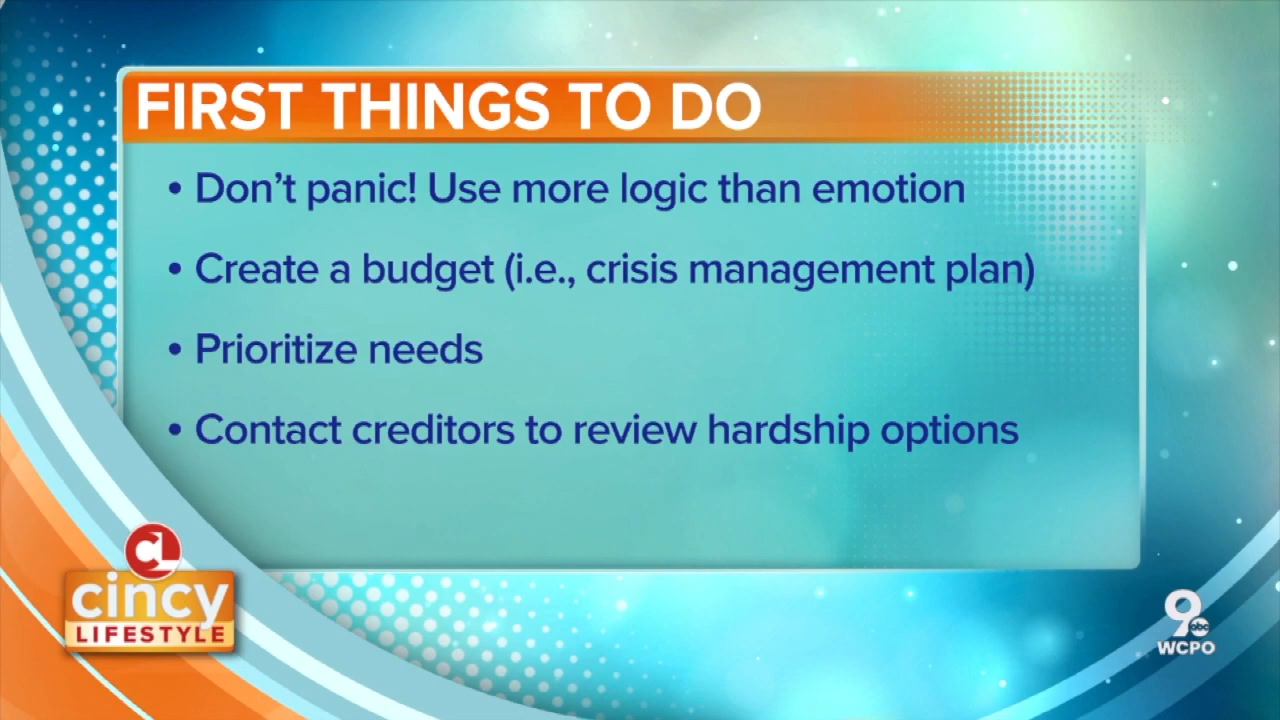 FIRST THINGS TO DO
• Don’t panic! Use more logic than emotion
• Create a budget (i.e., crisis management plan)
• Prioritize needs
• Contact creditors to review hardship options
CL
cincy
LIFESTYLE
9
abc
WCPO